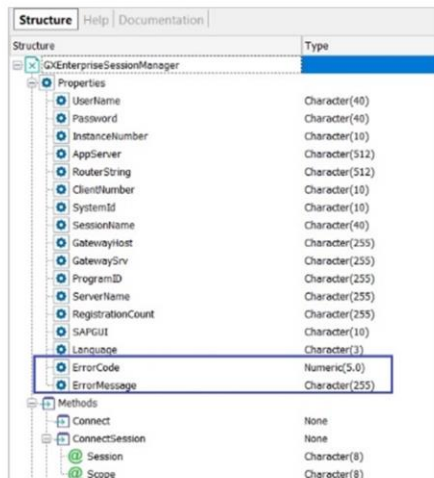 Structure Help Documentation
Structure Type
GXEnterpriseSessionManager
Properties
UserName Character(40)
Password Character(40)
InstanceNumber Character(10)
AppServer Character(512)
RouterString Character(512)
ClientNumber Character(10)
SystemId Character(10)
SessionName Character(40)
GatewayHost Character(255)
GatewaySrv Character(255)
ProgramID Character(255)
ServerName Character(255)
RegistrationCount Character(255)
SAPGUI Character(10)
Language Character(3)
ErrorCode Numeric(5.0)
ErrorMessage Character(255)
Methods
Connect None
ConnectSession None
Session Character(8)
Scope Character(8)